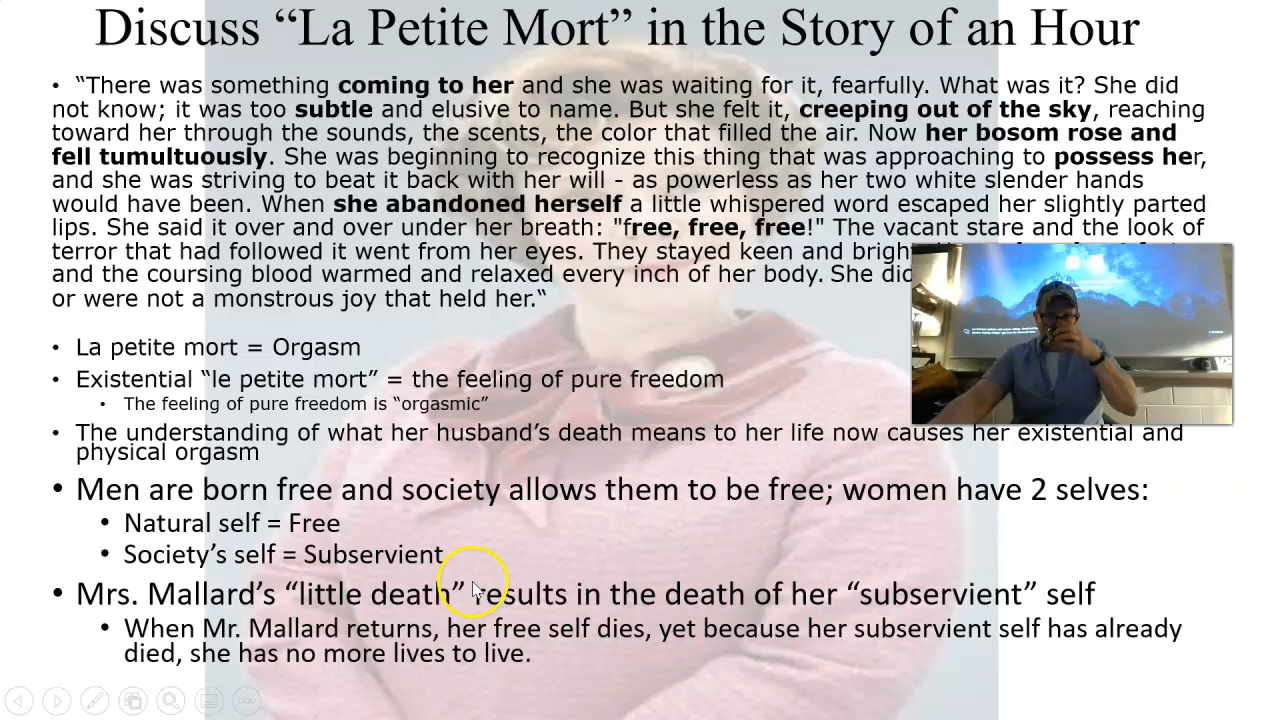 Discuss “La Petite Mort” in the Story of an Hour
• “There was something coming to her and she was waiting for it, fearfully. What was it? She did
not know; it was too subtle and elusive to name. But she felt it, creeping out of the sky, reaching
toward her through the sounds, the scents, the color that filled the air. Now her bosom rose and
fell tumultuously. She was beginning to recognize this thing that was approaching to possess her,
and she was striving to beat it back with her will - as powerless as her two white slender hands
would have been. When she abandoned herself a little whispered word escaped her slightly parted
lips. She said it over and over under her breath: "free, free, free!" The vacant stare and the look of
terror that had followed it went from her eyes. They stayed keen and bright
and the coursing blood warmed and relaxed every inch of her body. She did
or were not a monstrous joy that held her.“
• La petite mort = Orgasm
• Existential “le petite mort” = the feeling of pure freedom
• The feeling of pure freedom is “orgasmic”
• The understanding of what her husband’s death means to her life now causes her existential and
physical orgasm
• Men are born free and society allows them to be free; women have 2 selves:
• Natural self = Free
• Society’s self = Subservient
• Mrs. Mallard’s “little death” results in the death of her “subservient” self
• When Mr. Mallard returns, her free self dies, yet because her subservient self has already
died, she has no more lives to live.